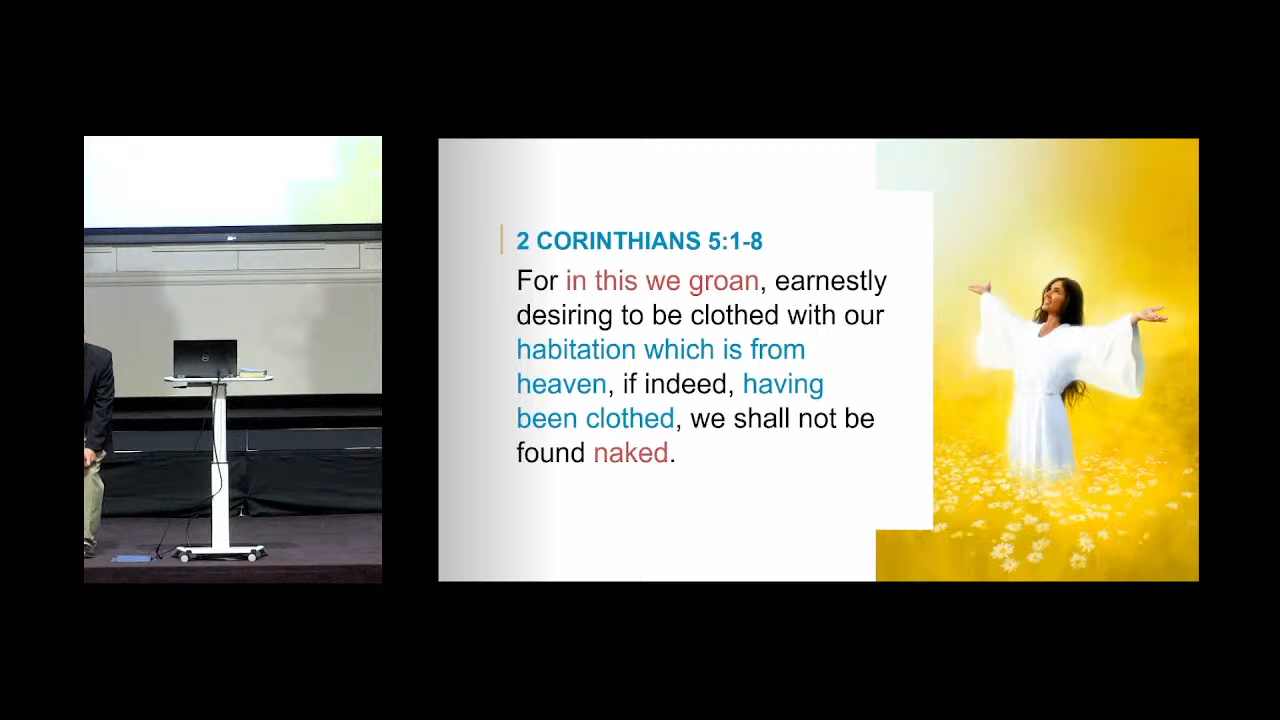 2 CORINTHIANS 5:1-8
For in this we groan, earnestly
desiring to be clothed with our
habitation which is from
heaven, if indeed, having
been clothed, we shall not be
found naked.